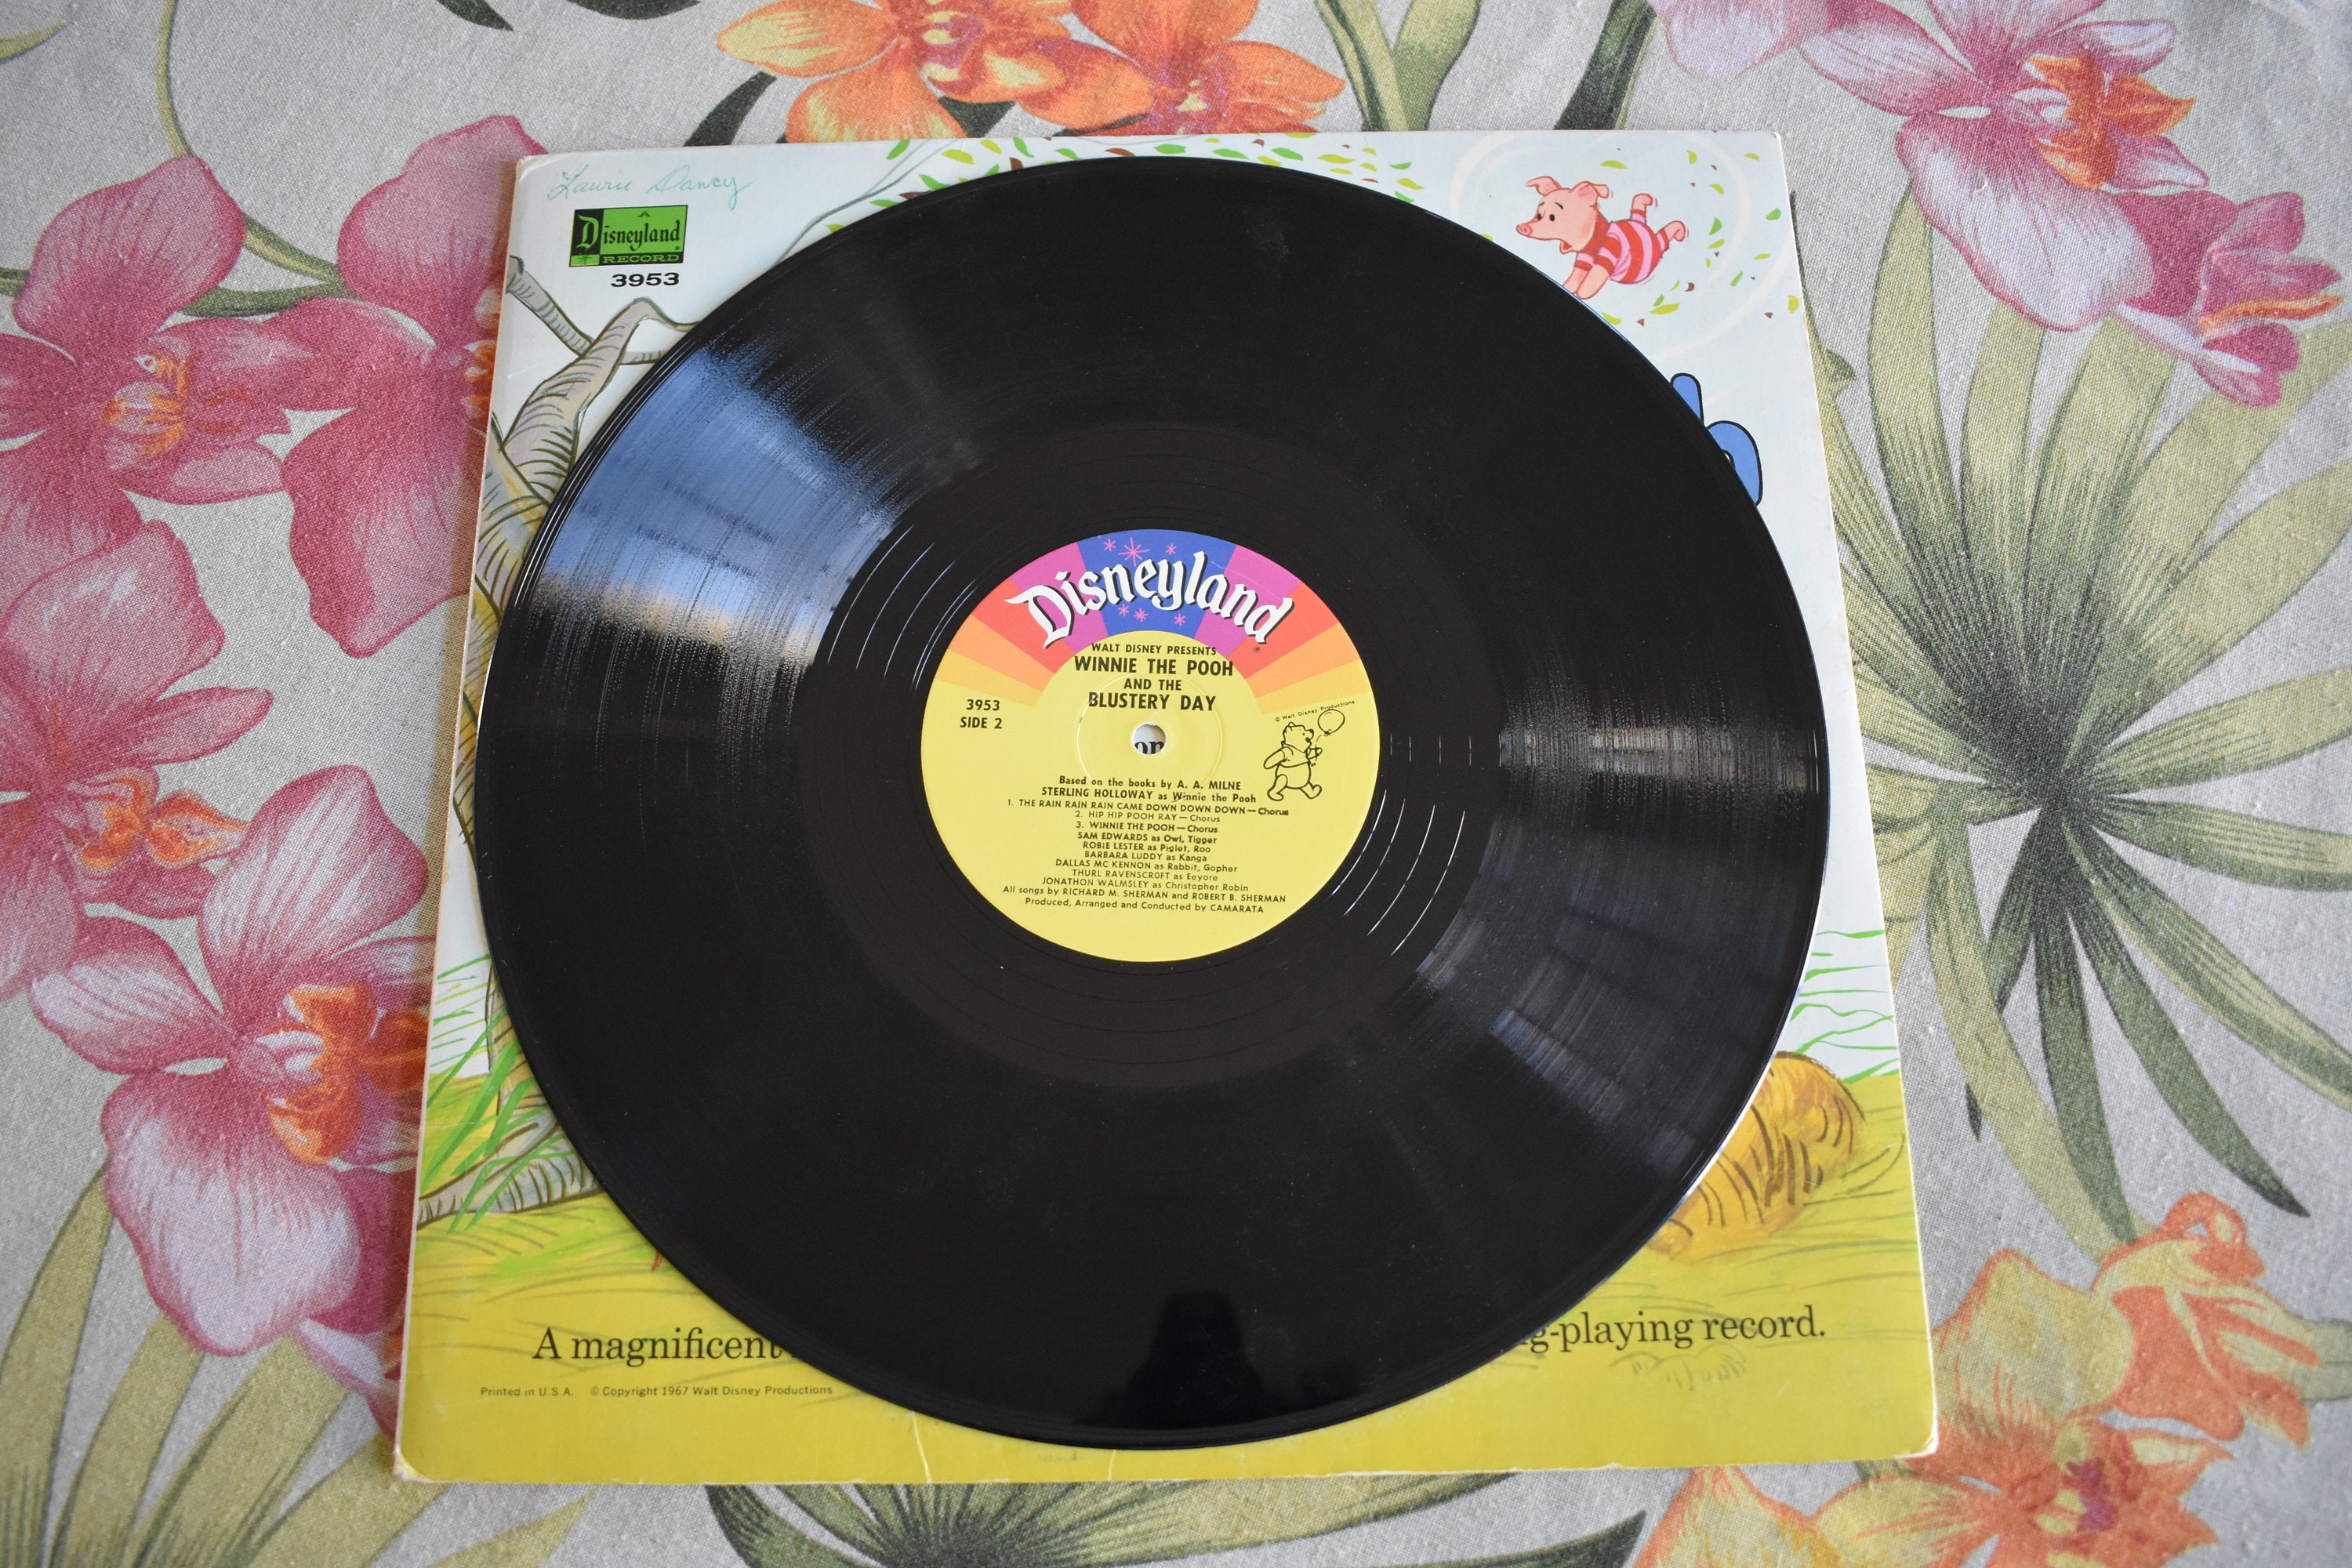 Laurie Dancy
A
Disneyland
RECORD
3953
Disneyland
WALT DISNEY PRESENTS
WINNIE THE POOH
AND THE
BLUSTERY DAY
3953
SIDE 2
© Walt Disney Productions
Based on the books by A. A. MILNE
STERLING HOLLOWAY as Winnie the Pooh
1. THE RAIN RAIN RAIN CAME DOWN DOWN DOWN—Chorus
2. HIP HIP POOH RAY—Chorus
3. WINNIE THE POOH—Chorus
SAM EDWARDS as Owl, Tigger
ROBIE LESTER as Piglet, Roo
BARBARA LUDDY as Kanga
DALLAS MC KENNON as Rabbit, Gopher
THURL RAVENSCROFT as Eeyore
JONATHON WALMSLEY as Christopher Robin
All songs by RICHARD M. SHERMAN and ROBERT B. SHERMAN
Produced, Arranged and Conducted by CAMARATA
A magnificent g-playing record.
Printed in U.S.A. © Copyright 1967 Walt Disney Productions